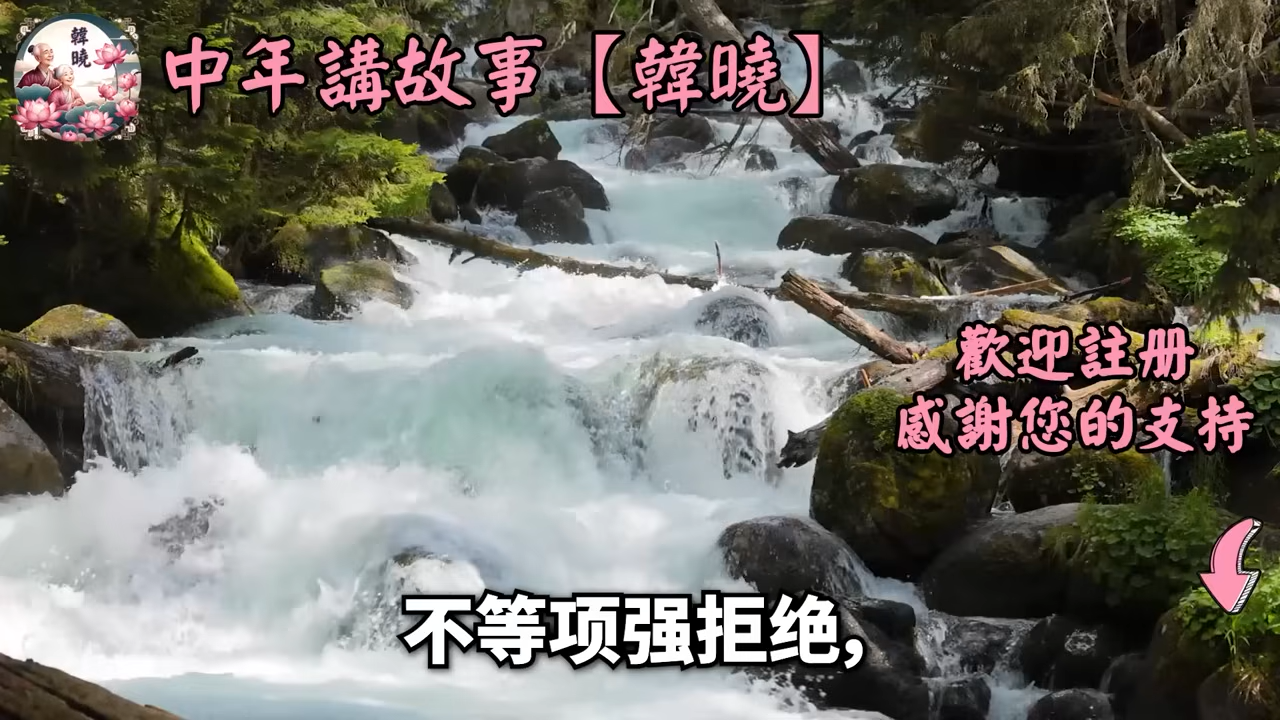 韓曉
中年講故事【韓曉】
歡迎註册
感謝您的支持
不等项强拒绝,